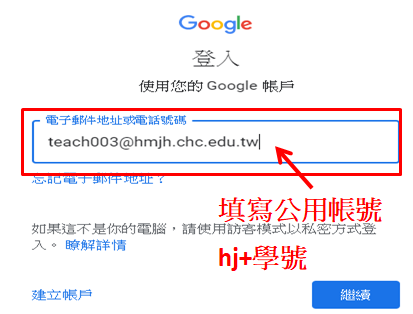 Google
登入
使用您的 Google 帳戶
電子郵件地址或電話號碼
teach003@hmjh.chc.edu.tw
忘記電子郵件地址？
填寫公用帳號
如果這不是你的電腦，請使用訪客模式以私密方式登
入。 瞭解詳情
hj+學號
建立帳戶
繼續